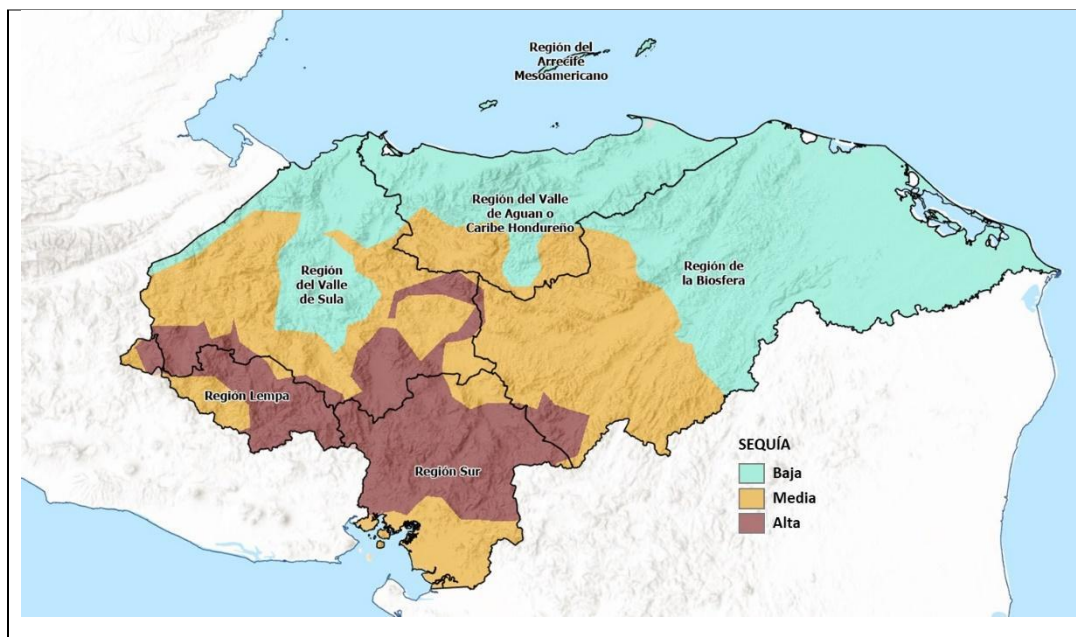 Región del
Arrecife
Mesoamericano
Región del Valle
de Aguan o
Caribe Hondureño
Región
del Valle
de Sula
Región de
la Biosfera
Región Lempa
Región Sur
SEQUÍA
Baja
Media
Alta